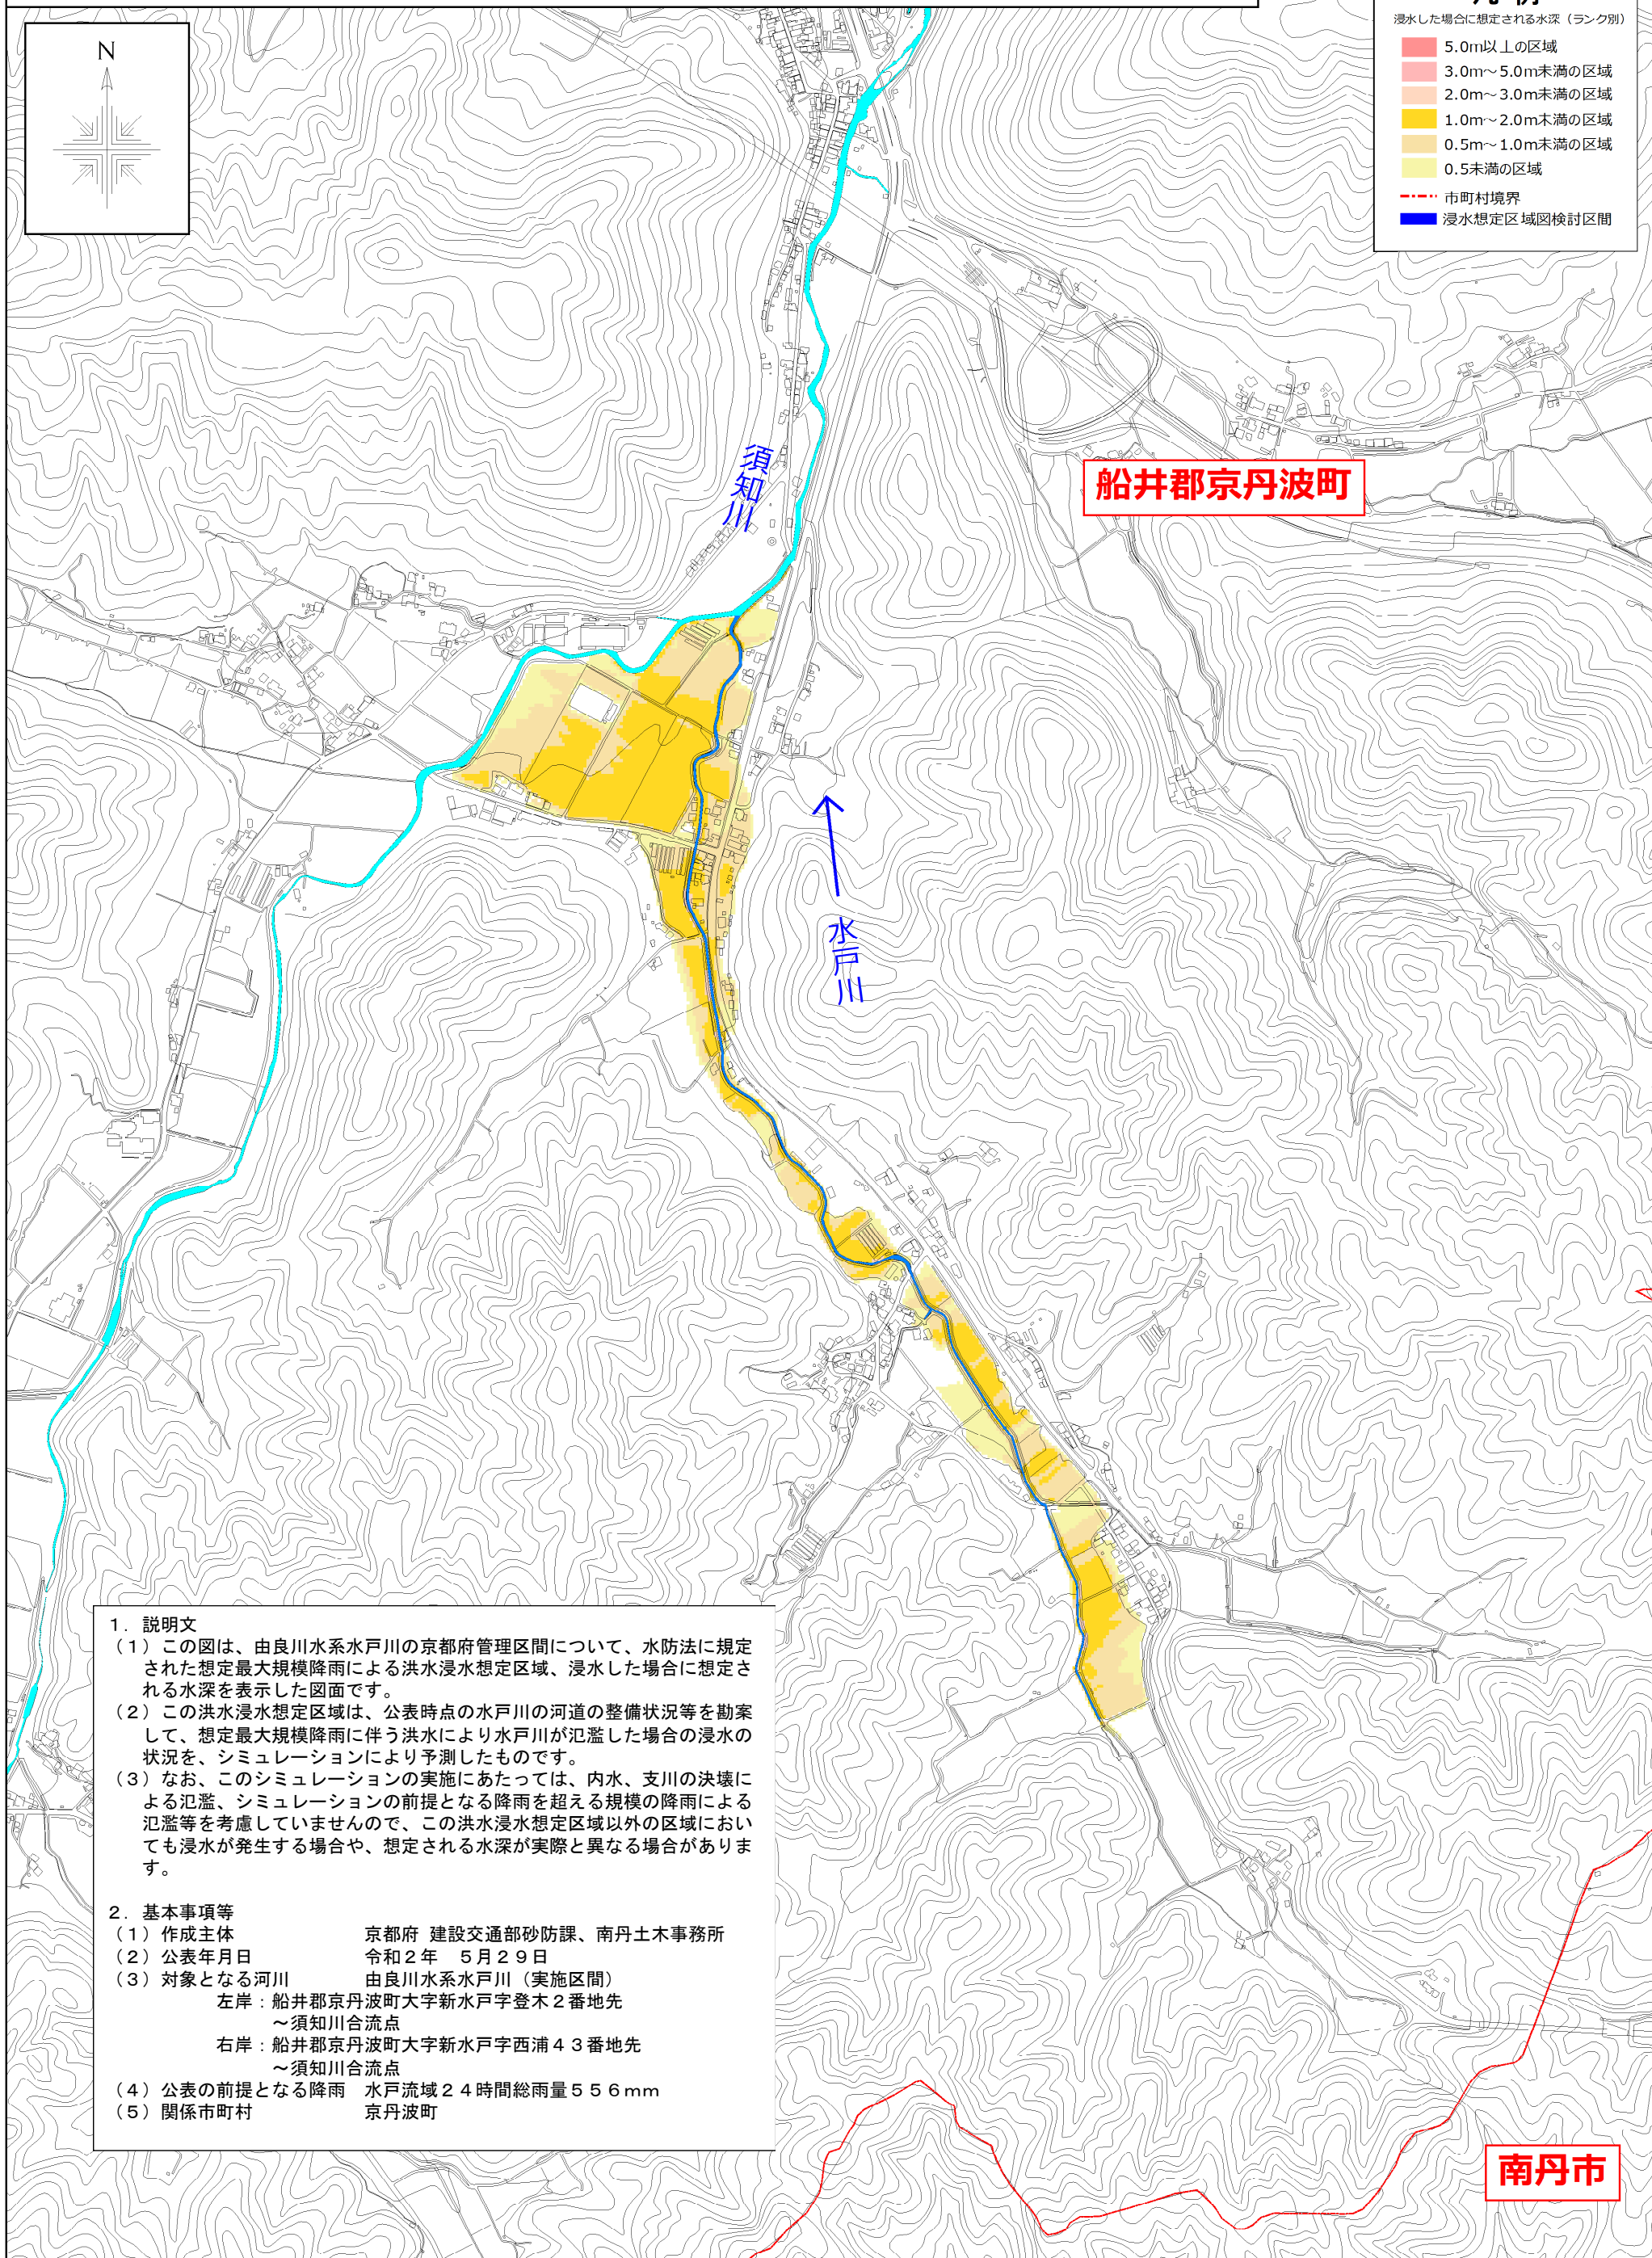 N
浸水した場合に想定される水深（ランク別）
5.0m以上の区域
3.0m～5.0m未満の区域
2.0m～3.0m未満の区域
1.0m～2.0m未満の区域
0.5m～1.0m未満の区域
0.5未満の区域
市町村境界
浸水想定区域図検討区間
須知川
船井郡京丹波町
水戸川
１．説明文
（１）この図は、由良川水系水戸川の京都府管理区間について、水防法に規定
された想定最大規模降雨による洪水浸水想定区域、浸水した場合に想定さ
れる水深を表示した図面です。
（２）この洪水浸水想定区域は、公表時点の水戸川の河道の整備状況等を勘案
して、想定最大規模降雨に伴う洪水により水戸川が氾濫した場合の浸水の
状況を、シミュレーションにより予測したものです。
（３）なお、このシミュレーションの実施にあたっては、内水、支川の決壊に
よる氾濫、シミュレーションの前提となる降雨を超える規模の降雨による
氾濫等を考慮していませんので、この洪水浸水想定区域以外の区域におい
ても浸水が発生する場合や、想定される水深が実際と異なる場合がありま
す。
２．基本事項等
（１）作成主体　京都府 建設交通部砂防課、南丹土木事務所
（２）公表年月日　令和２年　５月２９日
（３）対象となる河川　由良川水系水戸川（実施区間）
左岸：船井郡京丹波町大字新水戸字登木２番地先
～須知川合流点
右岸：船井郡京丹波町大字新水戸字西浦４３番地先
～須知川合流点
（４）公表の前提となる降雨　水戸流域２４時間総雨量５５６mm
（５）関係市町村　京丹波町
南丹市